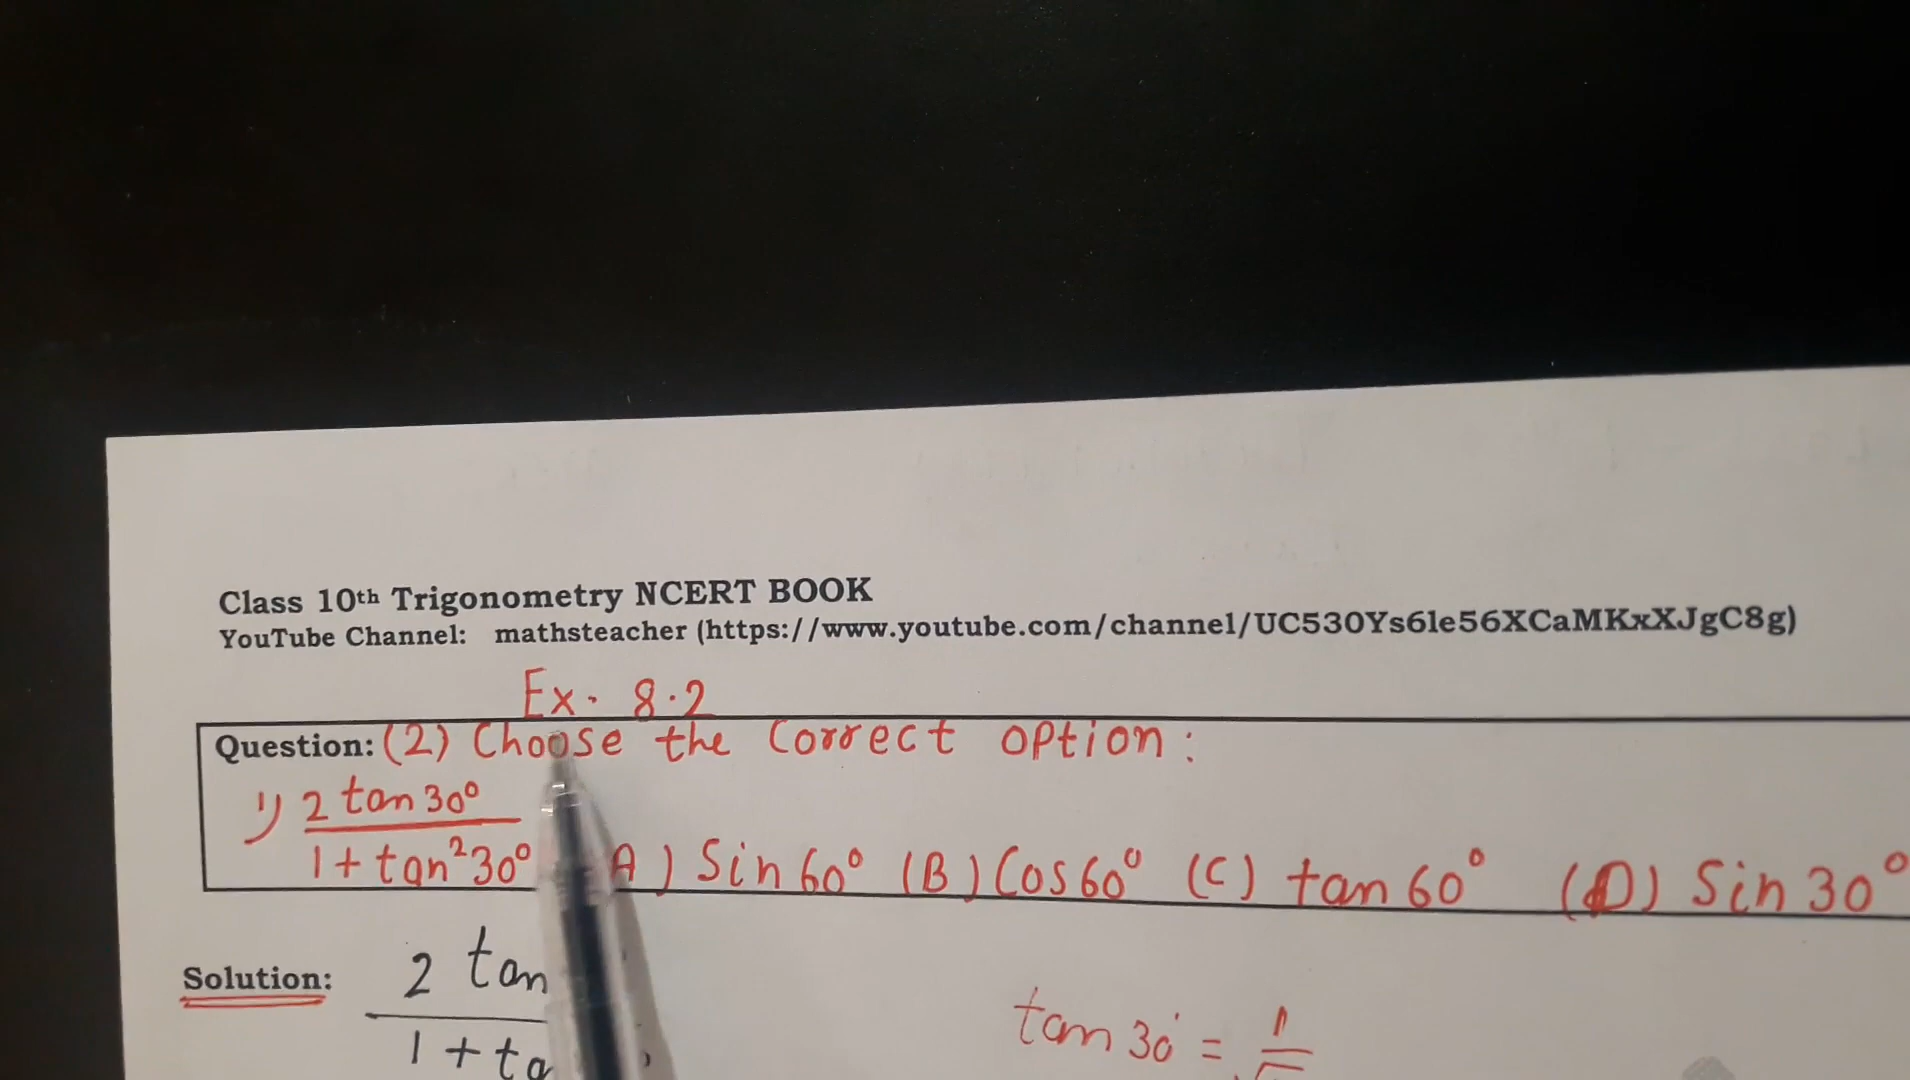 Class 10th Trigonometry NCERT BOOK
YouTube Channel: mathsteacher (https://www.youtube.com/channel/UC530Ys6le56XCaMKxXJgC8g)
Ex. 8.2
Question: (2) Choose the Correct option:
1) 2 tan 30°
1 + tan²30° A) Sin 60° (B) Cos 60° (C) tan 60° (D) Sin 30°
Solution: 2 tan
1 + ta
tan 30° = 1